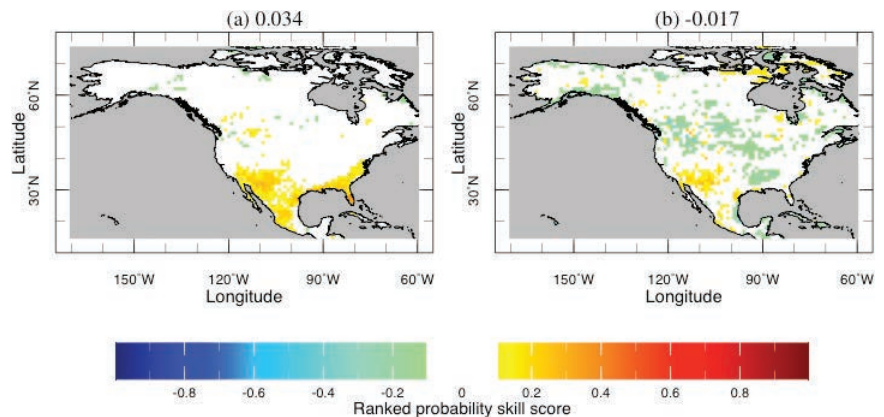 (a) 0.034 (b) -0.017
Latitude 60°N 30°N Latitude 60°N 30°N
150°W 120°W 90°W 60°W 150°W 120°W 90°W 60°W
Longitude Longitude
-0.8 -0.6 -0.4 -0.2 0 0.2 0.4 0.6 0.8
Ranked probability skill score